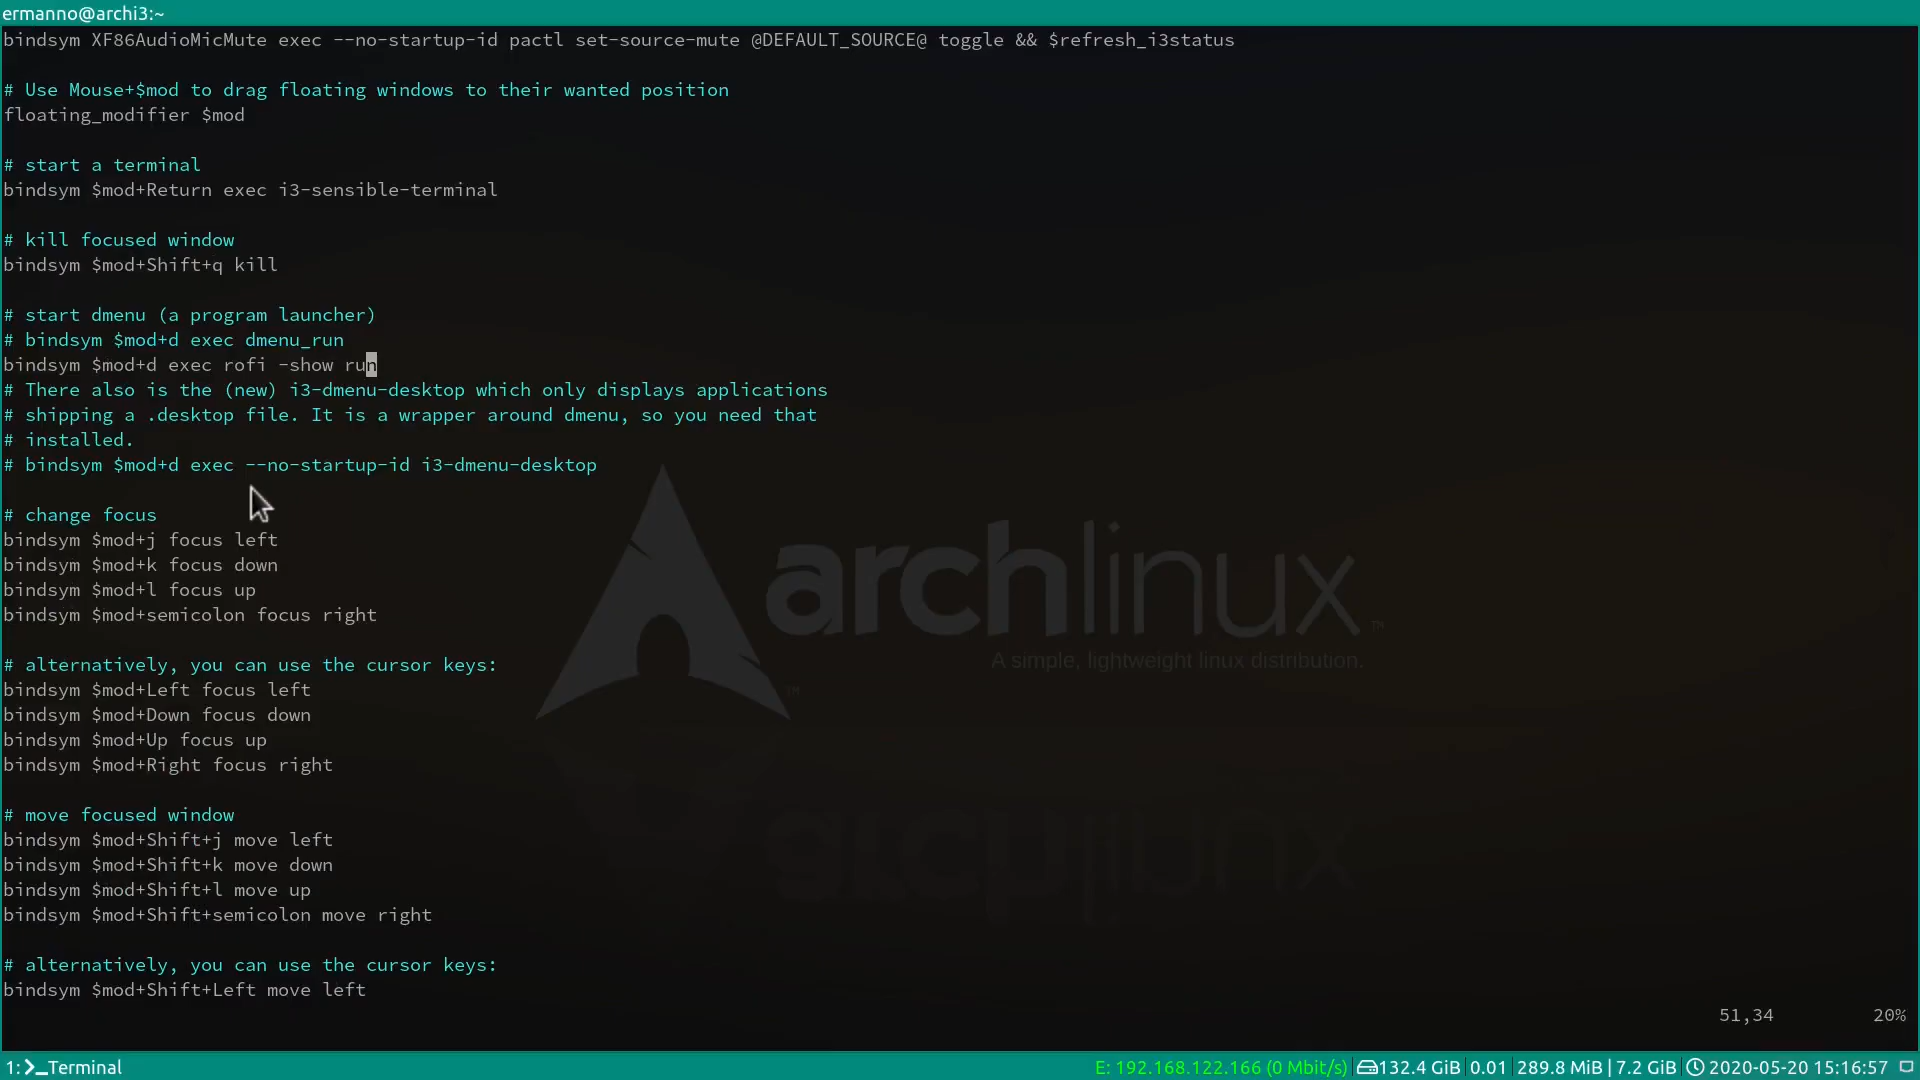 ermanno@archi3:~
bindsym XF86AudioMicMute exec --no-startup-id pactl set-source-mute @DEFAULT_SOURCE@ toggle && $refresh_i3status
# Use Mouse+$mod to drag floating windows to their wanted position
floating_modifier $mod
# start a terminal
bindsym $mod+Return exec i3-sensible-terminal
# kill focused window
bindsym $mod+Shift+q kill
# start dmenu (a program launcher)
# bindsym $mod+d exec dmenu_run
bindsym $mod+d exec rofi -show run
# There also is the (new) i3-dmenu-desktop which only displays applications
# shipping a .desktop file. It is a wrapper around dmenu, so you need that
# installed.
# bindsym $mod+d exec --no-startup-id i3-dmenu-desktop
# change focus
bindsym $mod+j focus left
bindsym $mod+k focus down
bindsym $mod+l focus up
bindsym $mod+semicolon focus right
# alternatively, you can use the cursor keys:
bindsym $mod+Left focus left
bindsym $mod+Down focus down
bindsym $mod+Up focus up
bindsym $mod+Right focus right
# move focused window
bindsym $mod+Shift+j move left
bindsym $mod+Shift+k move down
bindsym $mod+Shift+l move up
bindsym $mod+Shift+semicolon move right
# alternatively, you can use the cursor keys:
bindsym $mod+Shift+Left move left
archlinux™
A simple, lightweight linux distribution.
TM
51,34 20%
1: Terminal
E: 192.168.122.166 (0 Mbit/s) 132.4 GiB 0.01 289.8 MiB | 7.2 GiB 2020-05-20 15:16:57